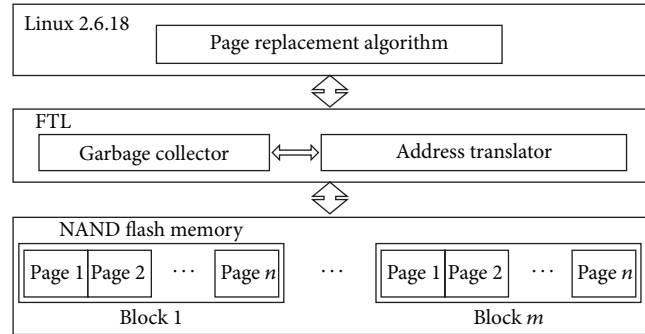 Linux 2.6.18
Page replacement algorithm
FTL
Garbage collector Address translator
NAND flash memory
Page 1 Page 2 ··· Page n ··· Page 1 Page 2 ··· Page n
Block 1 Block m